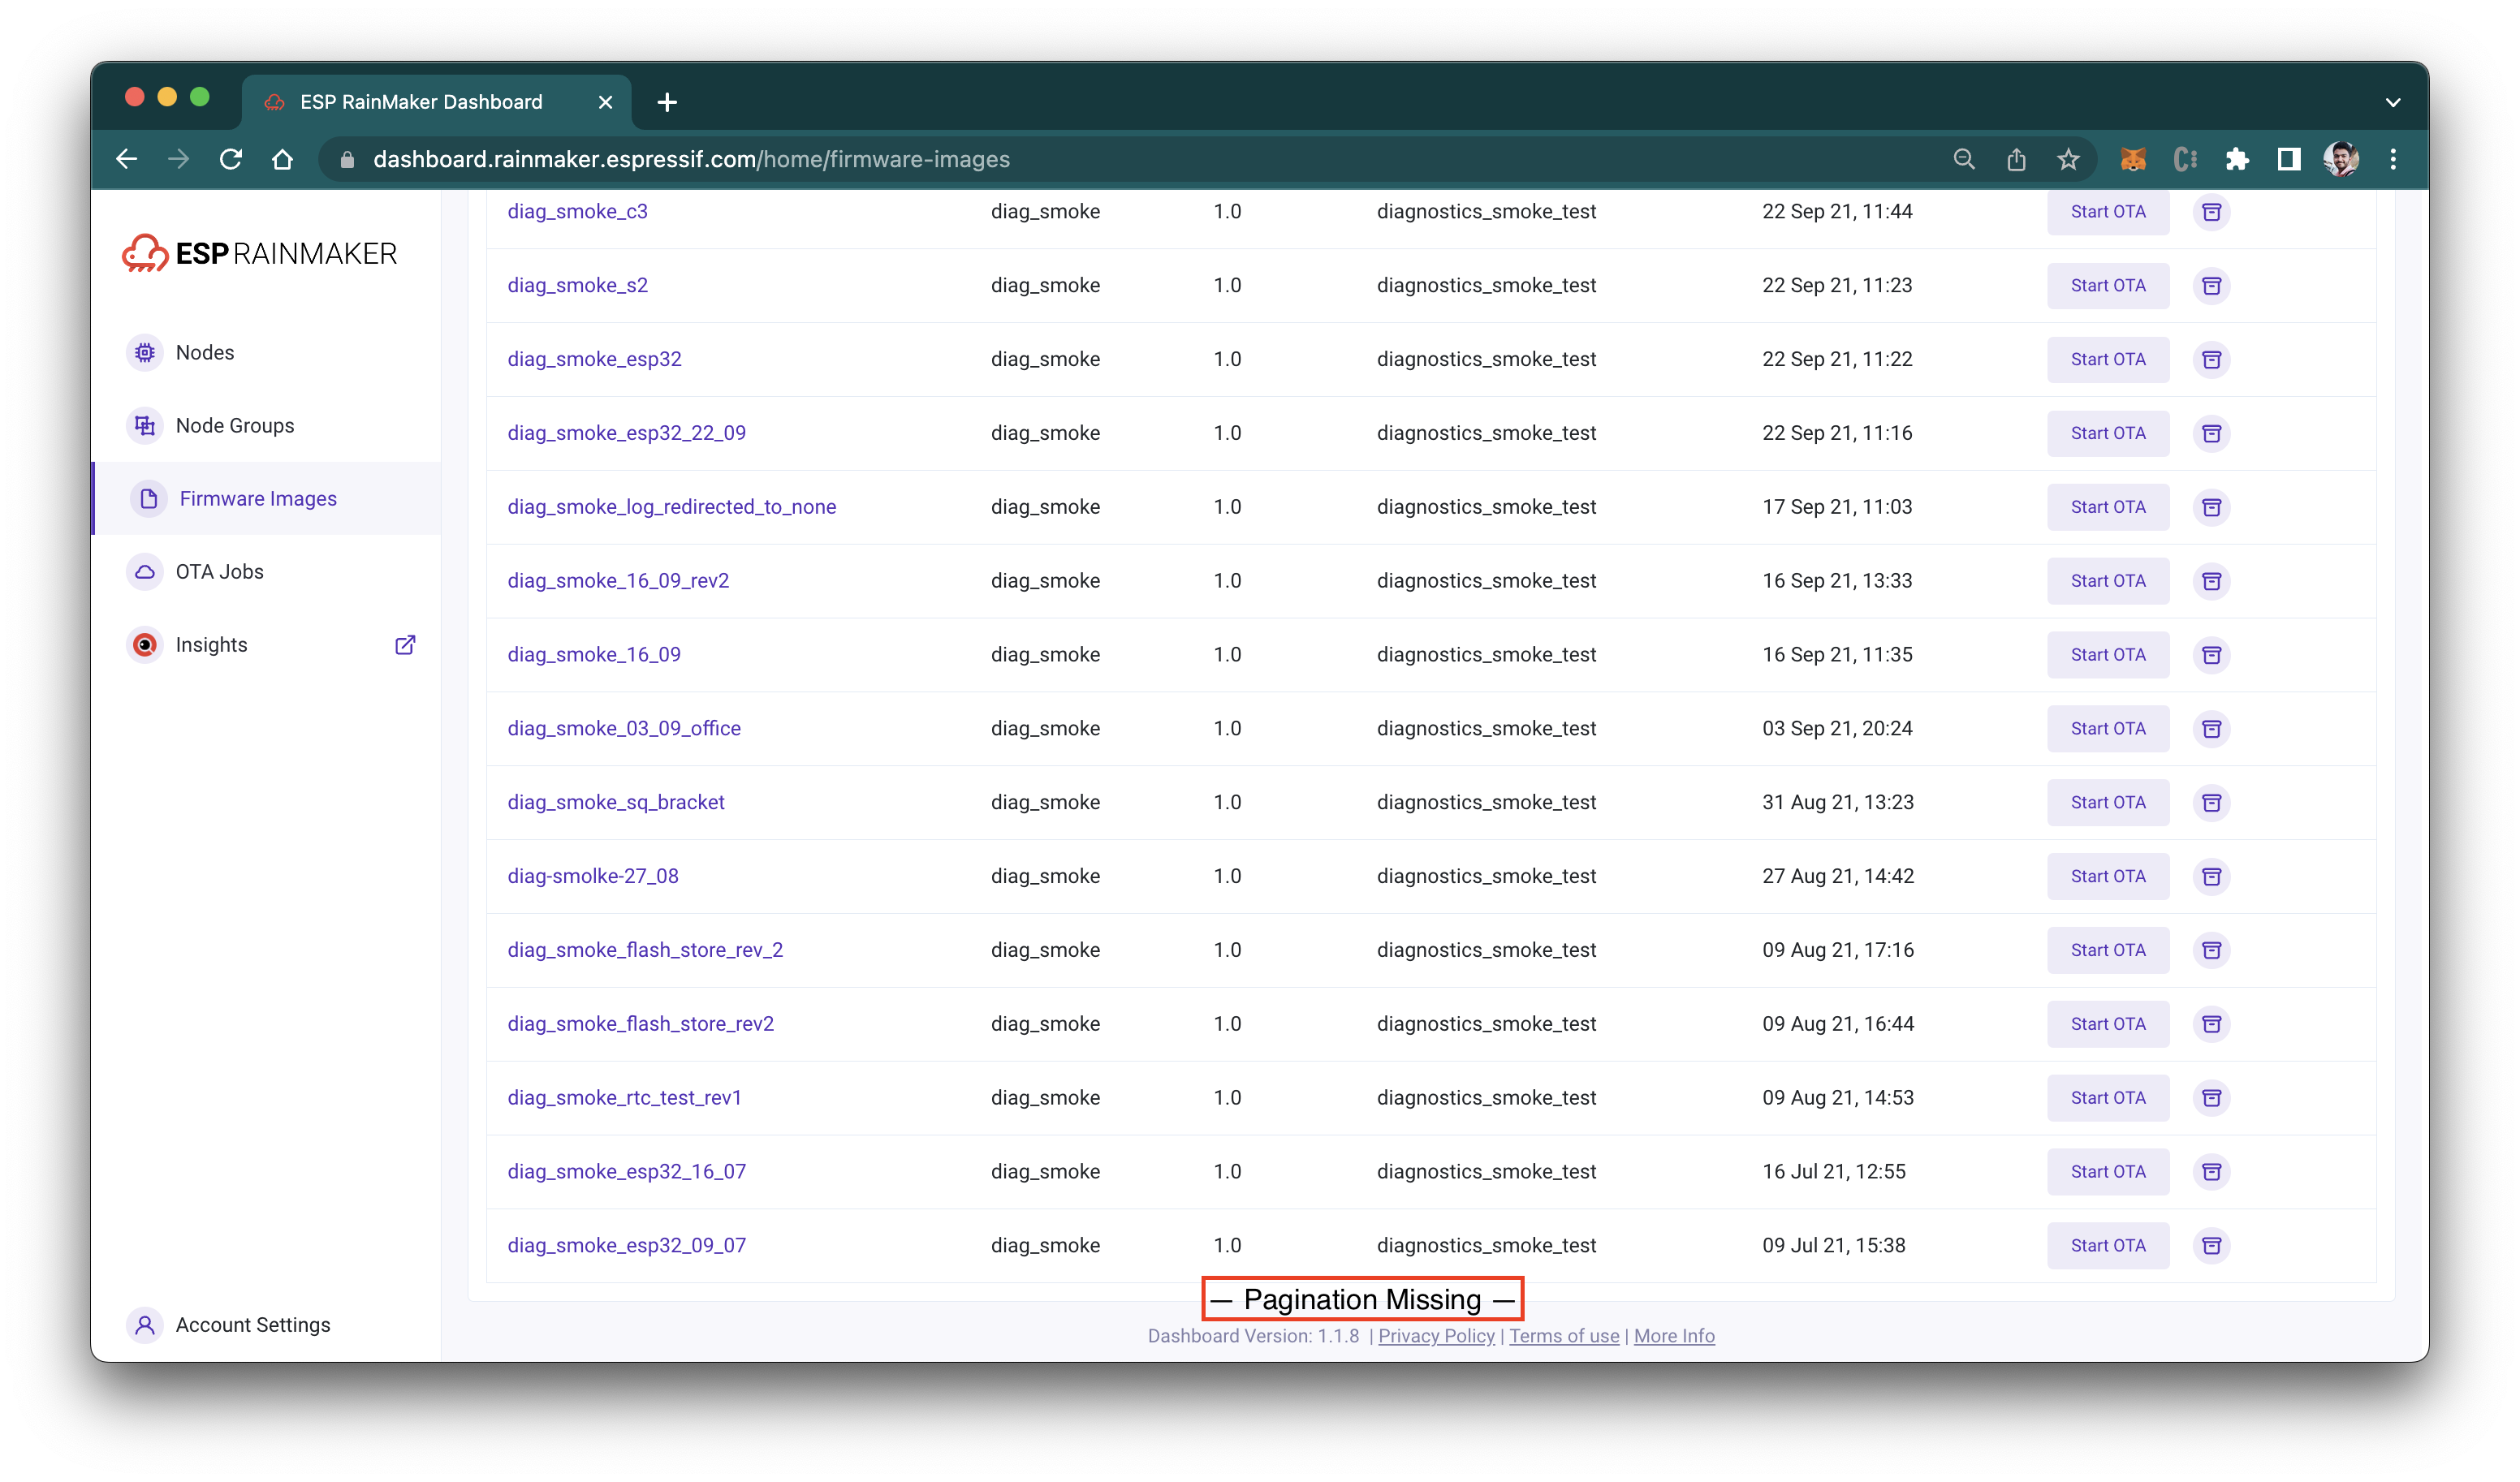 ESP RainMaker Dashboard
dashboard.rainmaker.espressif.com/home/firmware-images
ESP RAINMAKER
Nodes
Node Groups
Firmware Images
OTA Jobs
Insights
Account Settings
diag_smoke_c3 diag_smoke 1.0 diagnostics_smoke_test 22 Sep 21, 11:44 Start OTA
diag_smoke_s2 diag_smoke 1.0 diagnostics_smoke_test 22 Sep 21, 11:23 Start OTA
diag_smoke_esp32 diag_smoke 1.0 diagnostics_smoke_test 22 Sep 21, 11:22 Start OTA
diag_smoke_esp32_22_09 diag_smoke 1.0 diagnostics_smoke_test 22 Sep 21, 11:16 Start OTA
diag_smoke_log_redirected_to_none diag_smoke 1.0 diagnostics_smoke_test 17 Sep 21, 11:03 Start OTA
diag_smoke_16_09_rev2 diag_smoke 1.0 diagnostics_smoke_test 16 Sep 21, 13:33 Start OTA
diag_smoke_16_09 diag_smoke 1.0 diagnostics_smoke_test 16 Sep 21, 11:35 Start OTA
diag_smoke_03_09_office diag_smoke 1.0 diagnostics_smoke_test 03 Sep 21, 20:24 Start OTA
diag_smoke_sq_bracket diag_smoke 1.0 diagnostics_smoke_test 31 Aug 21, 13:23 Start OTA
diag-smolke-27_08 diag_smoke 1.0 diagnostics_smoke_test 27 Aug 21, 14:42 Start OTA
diag_smoke_flash_store_rev_2 diag_smoke 1.0 diagnostics_smoke_test 09 Aug 21, 17:16 Start OTA
diag_smoke_flash_store_rev2 diag_smoke 1.0 diagnostics_smoke_test 09 Aug 21, 16:44 Start OTA
diag_smoke_rtc_test_rev1 diag_smoke 1.0 diagnostics_smoke_test 09 Aug 21, 14:53 Start OTA
diag_smoke_esp32_16_07 diag_smoke 1.0 diagnostics_smoke_test 16 Jul 21, 12:55 Start OTA
diag_smoke_esp32_09_07 diag_smoke 1.0 diagnostics_smoke_test 09 Jul 21, 15:38 Start OTA
— Pagination Missing —
Dashboard Version: 1.1.8 | Privacy Policy | Terms of use | More Info